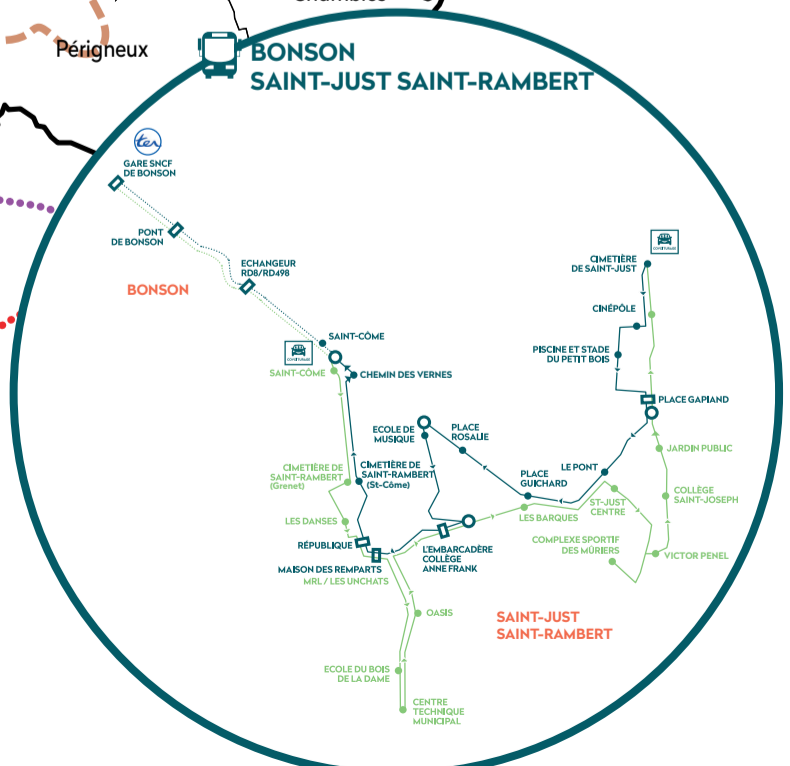 Périgneux
BONSON
SAINT-JUST SAINT-RAMBERT
ter
GARE SNCF
DE BONSON
PONT
DE BONSON
ECHANGEUR
RD8/RD498
BONSON
SAINT-CÔME
SAINT-CÔME
CHEMIN DES VERNES
CIMETIÈRE
DE SAINT-JUST
CINÉPÔLE
PISCINE ET STADE
DU PETIT BOIS
PLACE GAPIAND
ECOLE DE
MUSIQUE
PLACE
ROSALIE
LE PONT
PLACE
GUICHARD
JARDIN PUBLIC
CIMETIÈRE DE
SAINT-RAMBERT
(Grenet)
CIMETIÈRE DE
SAINT-RAMBERT
(St-Côme)
ST-JUST
CENTRE
COLLÈGE
SAINT-JOSEPH
LES DANSES
LES BARQUES
RÉPUBLIQUE
L'EMBARCADÈRE
COLLÈGE
ANNE FRANK
COMPLEXE SPORTIF
DES MÛRIERS
VICTOR PENEL
MAISON DES REMPARTS
MRL / LES UNCHATS
OASIS
SAINT-JUST
SAINT-RAMBERT
ECOLE DU BOIS
DE LA DAME
CENTRE
TECHNIQUE
MUNICIPAL